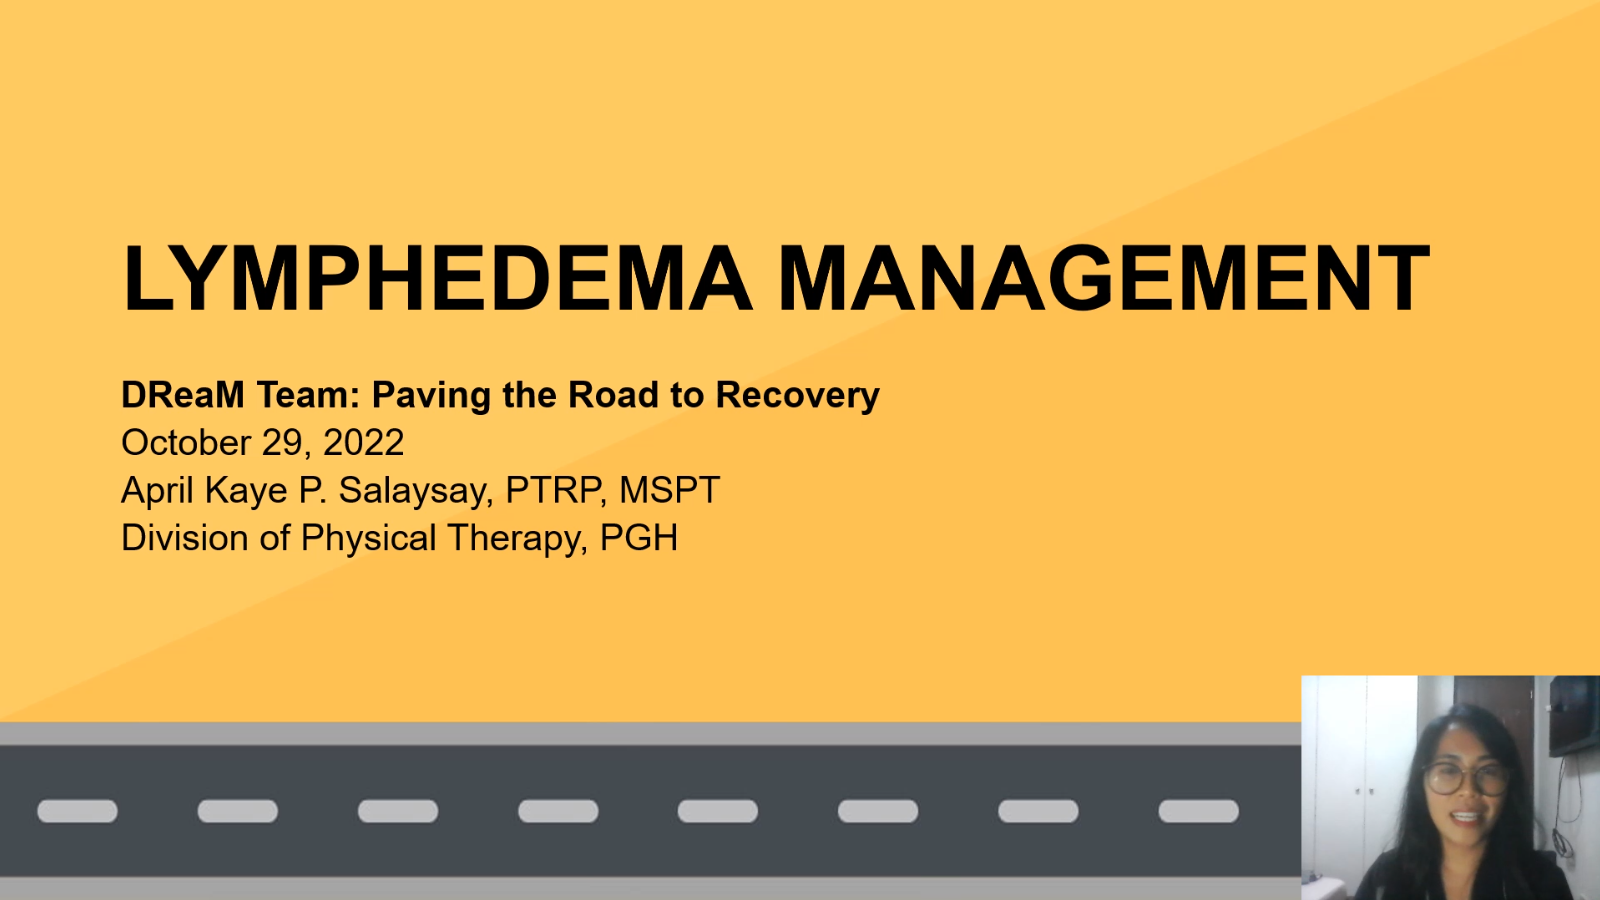 LYMPHEDEMA MANAGEMENT
DReaM Team: Paving the Road to Recovery
October 29, 2022
April Kaye P. Salaysay, PTRP, MSPT
Division of Physical Therapy, PGH